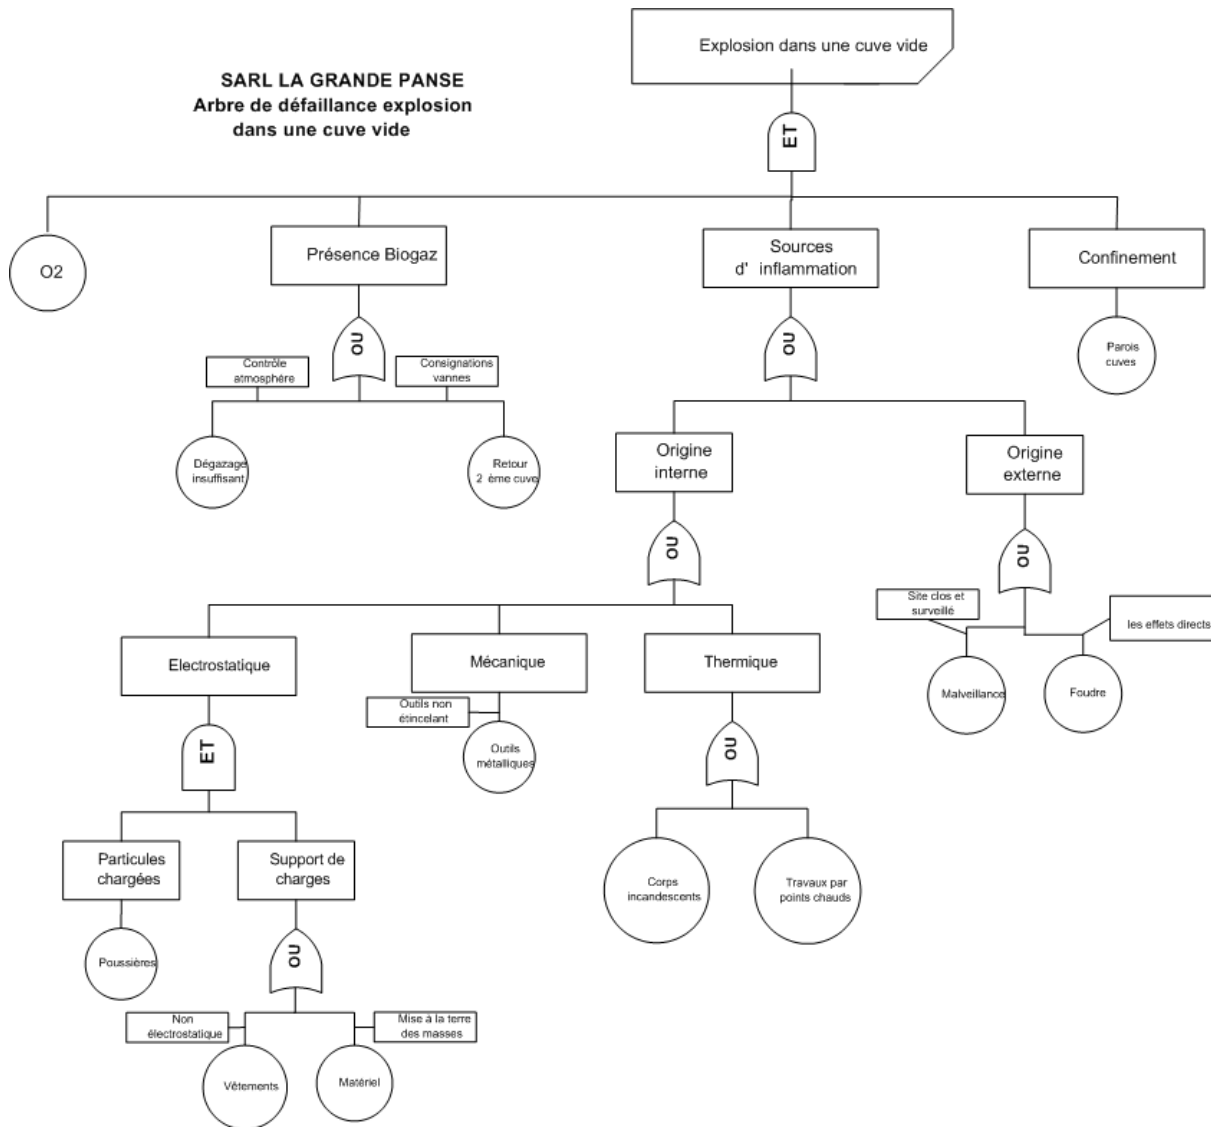 Explosion dans une cuve vide
SARL LA GRANDE PANSE
Arbre de défaillance explosion
dans une cuve vide
ET
O2
Présence Biogaz
Sources
d' inflammation
Confinement
OU
OU
Parois
cuves
Contrôle
atmosphère
Consignations
vannes
Dégazage
insuffisant
Retour
2 ème cuve
Origine
interne
Origine
externe
OU
OU
Site clos et
surveillé
les effets directs
Malveillance
Foudre
Electrostatique
Mécanique
Thermique
Outils non
étincelant
Outils
métalliques
ET
OU
Particules
chargées
Support de
charges
Corps
incandescents
Travaux par
points chauds
Poussières
OU
Non
électrostatique
Mise à la terre
des masses
Vêtements
Matériel